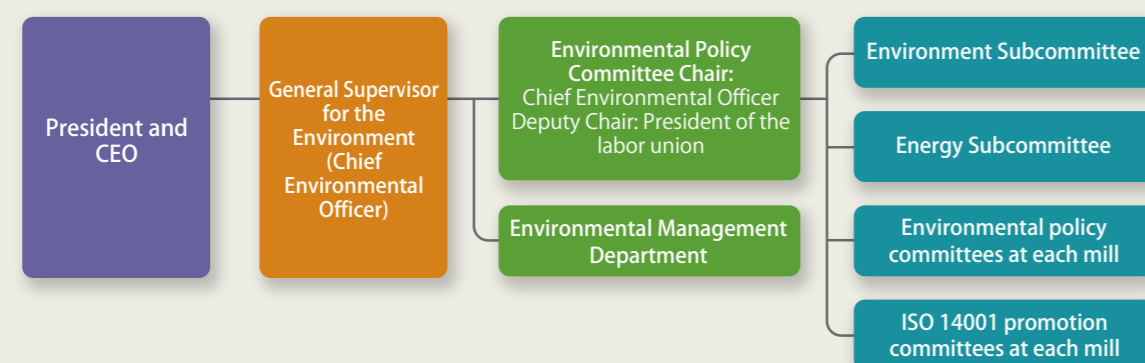 President and
CEO
General Supervisor
for the
Environment
(Chief
Environmental
Officer)
Environmental Policy
Committee Chair:
Chief Environmental Officer
Deputy Chair: President of the
labor union
Environmental Management
Department
Environment Subcommittee
Energy Subcommittee
Environmental policy
committees at each mill
ISO 14001 promotion
committees at each mill